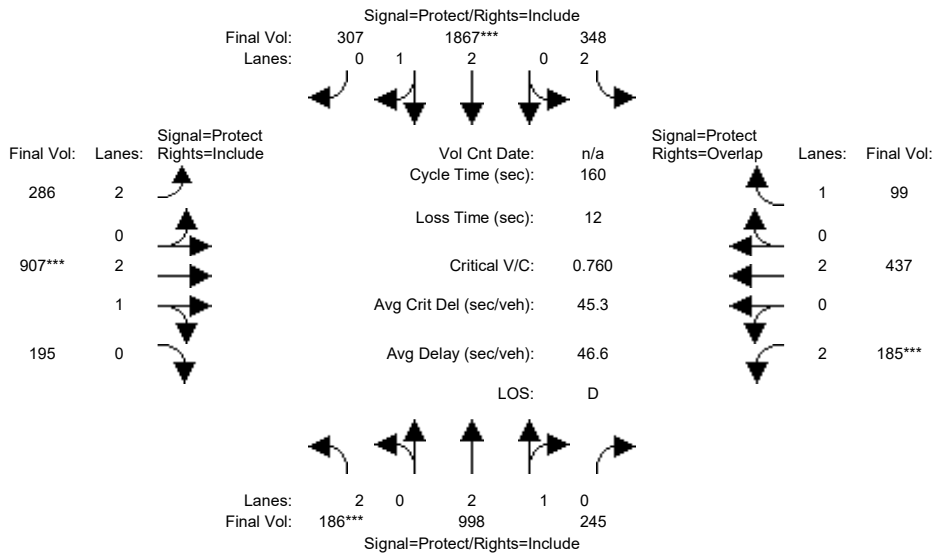 Signal=Protect/Rights=Include
Final Vol: 307 1867*** 348
Lanes: 0 1 2 0 2
Signal=Protect Signal=Protect
Final Vol: Lanes: Rights=Include Vol Cnt Date: n/a Rights=Overlap Lanes: Final Vol:
Cycle Time (sec): 160
286 2 1 99
Loss Time (sec): 12
0 0
907*** 2 Critical V/C: 0.760 2 437
1 Avg Crit Del (sec/veh): 45.3 0
195 0 Avg Delay (sec/veh): 46.6 2 185***
LOS: D
Lanes: 2 0 2 1 0
Final Vol: 186*** 998 245
Signal=Protect/Rights=Include